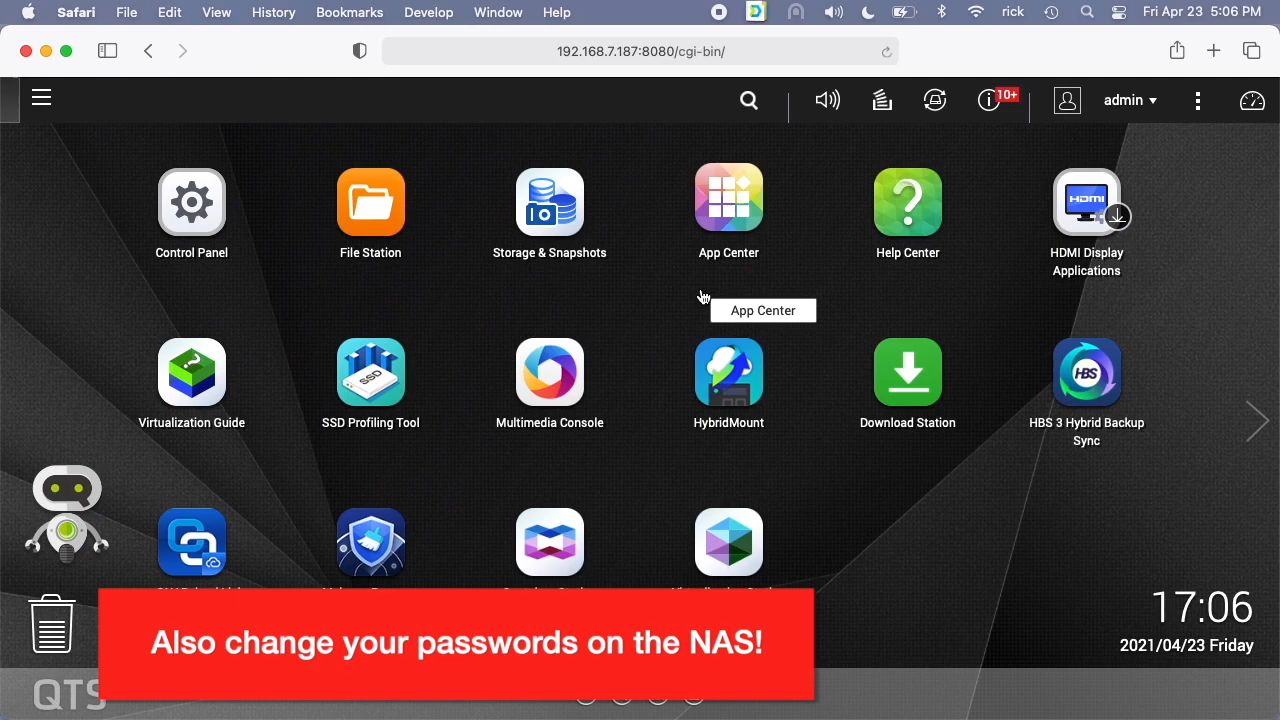 Safari File Edit View History Bookmarks Develop Window Help rick Fri Apr 23 5:06 PM
192.168.7.187:8080/cgi-bin/
10+ admin
HDMI
Control Panel File Station Storage & Snapshots App Center Help Center HDMI Display
Applications
App Center
SSD HBS
Virtualization Guide SSD Profiling Tool Multimedia Console HybridMount Download Station HBS 3 Hybrid Backup
Sync
17:06
Also change your passwords on the NAS!
2021/04/23 Friday
QTS